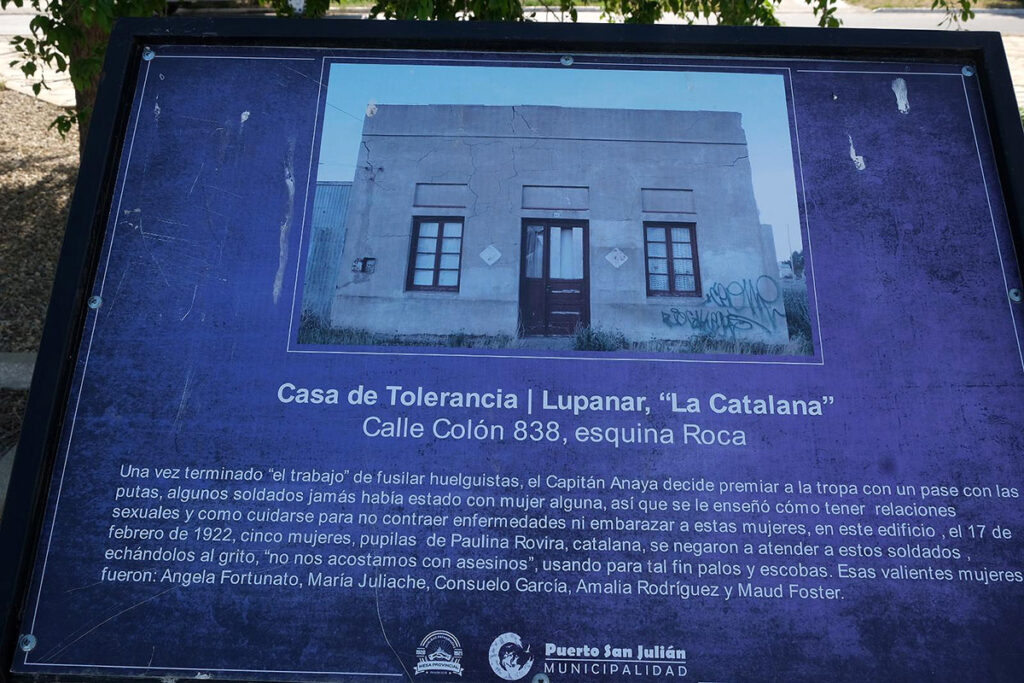 Casa de Tolerancia | Lupanar, “La Catalana”
Calle Colón 838, esquina Roca
Una vez terminado “el trabajo” de fusilar huelguistas, el Capitán Anaya decide premiar a la tropa con un pase con las
putas, algunos soldados jamás había estado con mujer alguna, así que se le enseñó cómo tener relaciones
sexuales y como cuidarse para no contraer enfermedades ni embarazar a estas mujeres, en este edificio , el 17 de
febrero de 1922, cinco mujeres, pupilas de Paulina Rovira, catalana, se negaron a atender a estos soldados ,
echándolos al grito, “no nos acostamos con asesinos”, usando para tal fin palos y escobas. Esas valientes mujeres
fueron: Angela Fortunato, María Juliache, Consuelo García, Amalia Rodríguez y Maud Foster.
MESA PROVINCIAL
Puerto San Julián
MUNICIPALIDAD